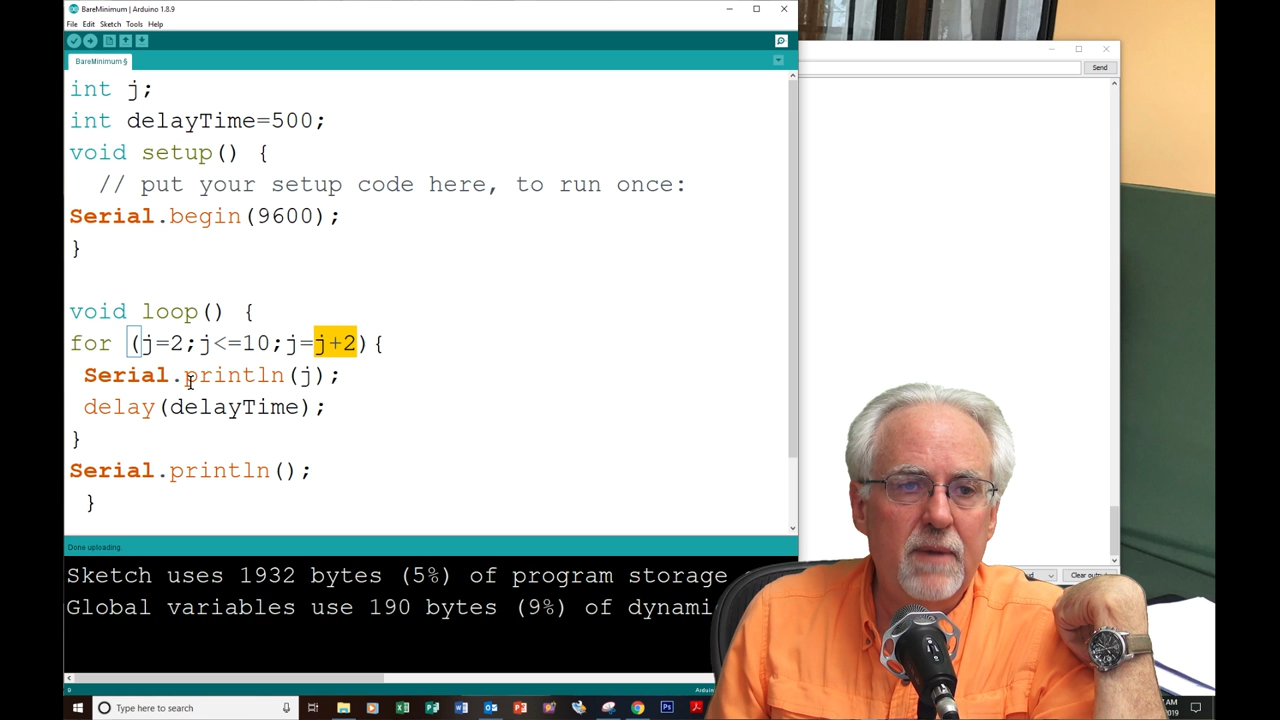 BareMinimum | Arduino 1.8.9
File Edit Sketch Tools Help
BareMinimum §
Send
int j;
int delayTime=500;
void setup() {
// put your setup code here, to run once:
Serial.begin(9600);
}
void loop() {
for (j=2;j<=10;j=j+2){
Serial.println(j);
delay(delayTime);
}
Serial.println();
}
Done uploading.
Clear
Sketch uses 1932 bytes (5%) of program storage
Global variables use 190 bytes (9%) of
Type here to search